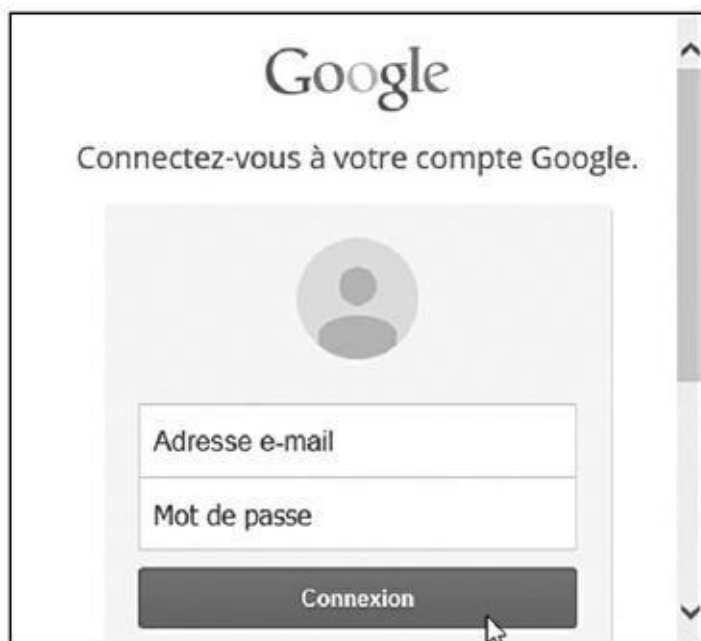 Google
Connectez-vous à votre compte Google.
Adresse e-mail
Mot de passe
Connexion